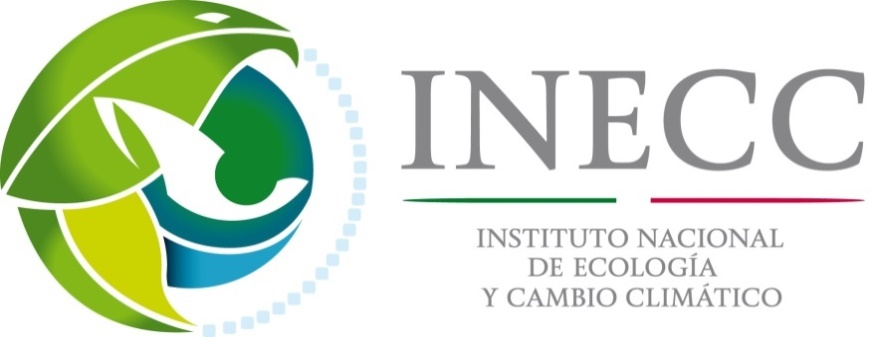 INECC
INSTITUTO NACIONAL
DE ECOLOGÍA
Y CAMBIO CLIMÁTICO